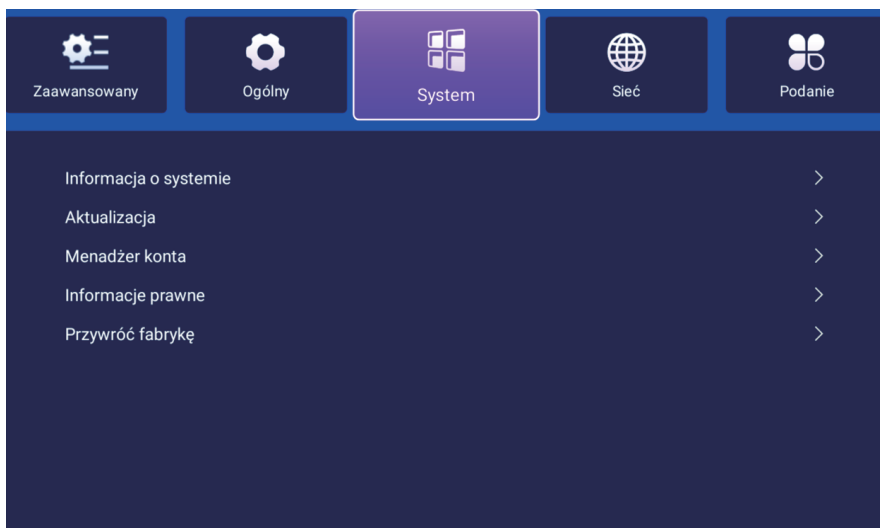 Zaawansowany
Ogólny
System
Sieć
Podanie
Informacja o systemie
Aktualizacja
Menadżer konta
Informacje prawne
Przywróć fabrykę